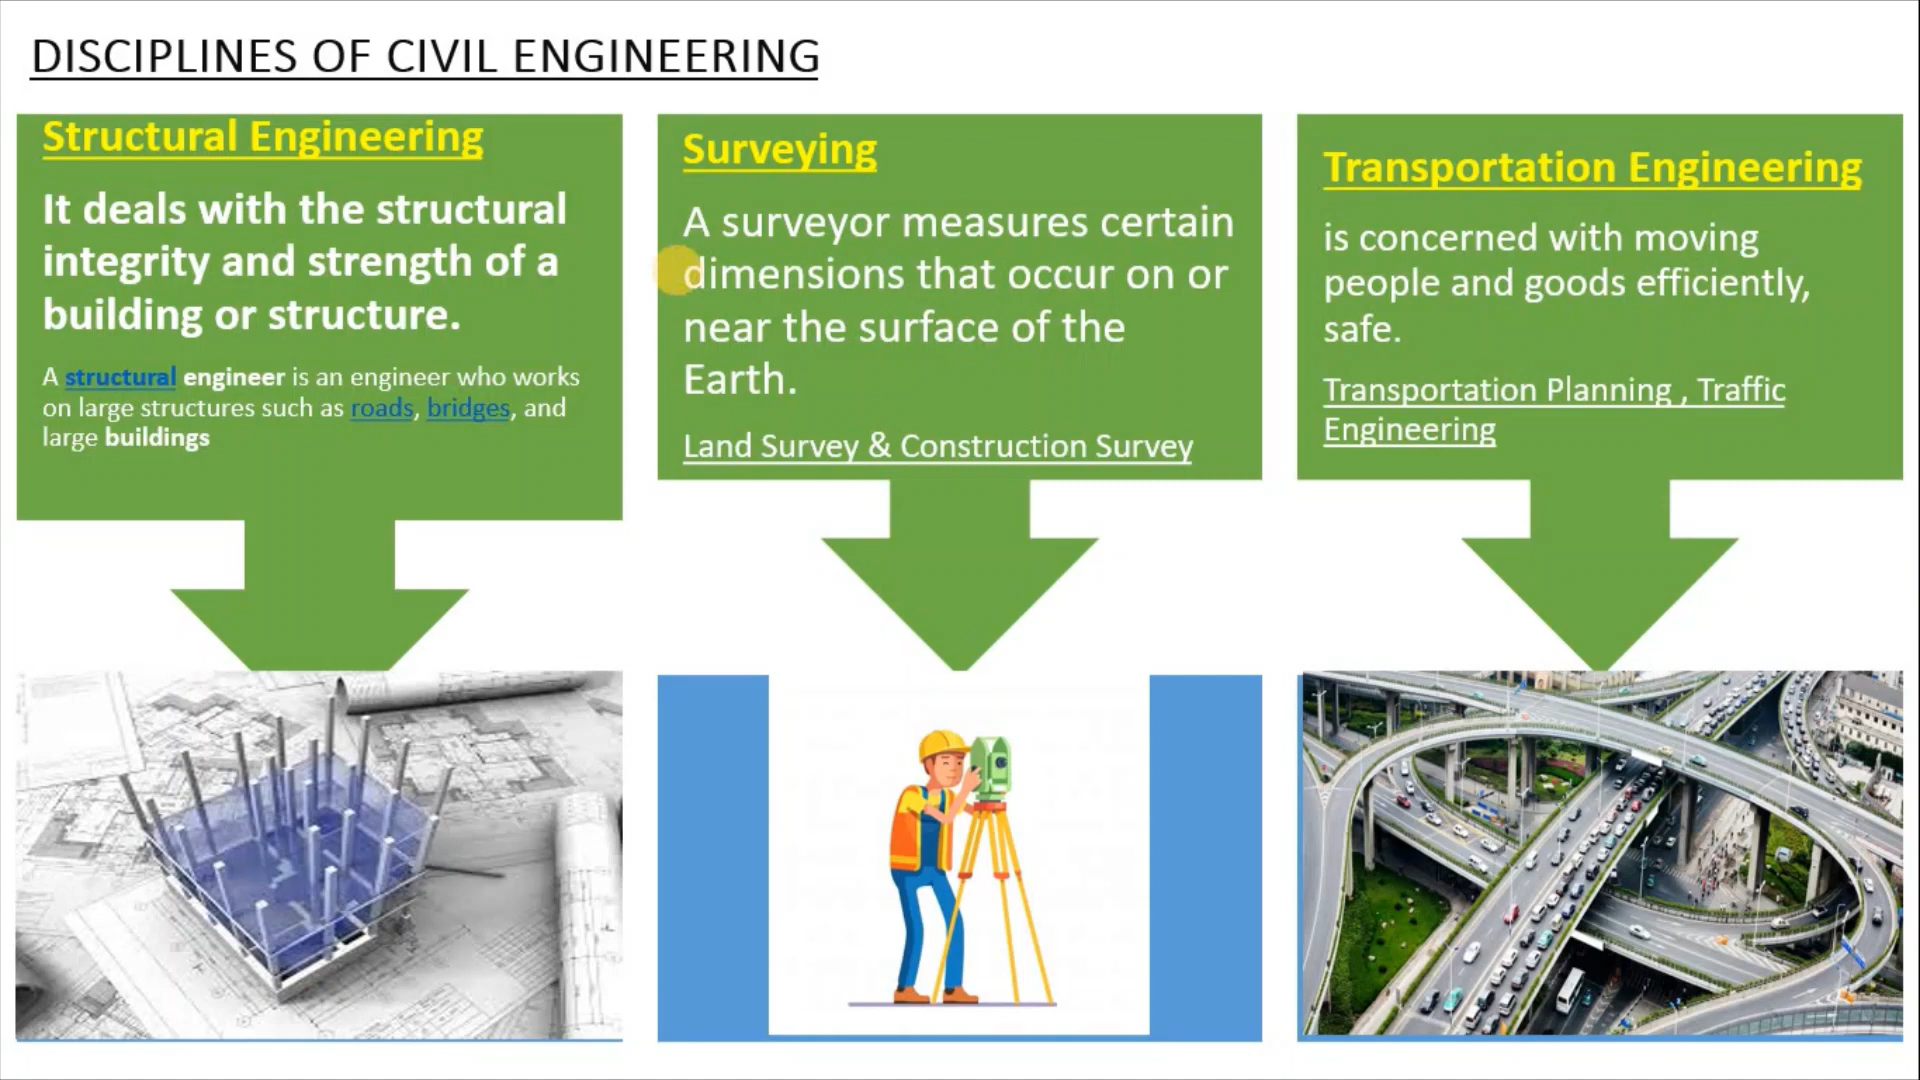 DISCIPLINES OF CIVIL ENGINEERING
Structural Engineering
It deals with the structural
integrity and strength of a
building or structure.
A structural engineer is an engineer who works
on large structures such as roads, bridges, and
large buildings
Surveying
A surveyor measures certain
dimensions that occur on or
near the surface of the
Earth.
Land Survey & Construction Survey
Transportation Engineering
is concerned with moving
people and goods efficiently,
safe.
Transportation Planning , Traffic
Engineering